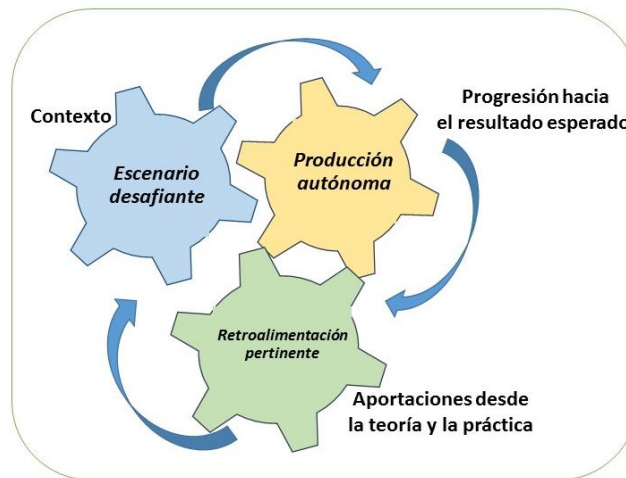 Contexto
Escenario
desafiante
Producción
autónoma
Progresión hacia
el resultado esperado
Retroalimentación
pertinente
Aportaciones desde
la teoría y la práctica